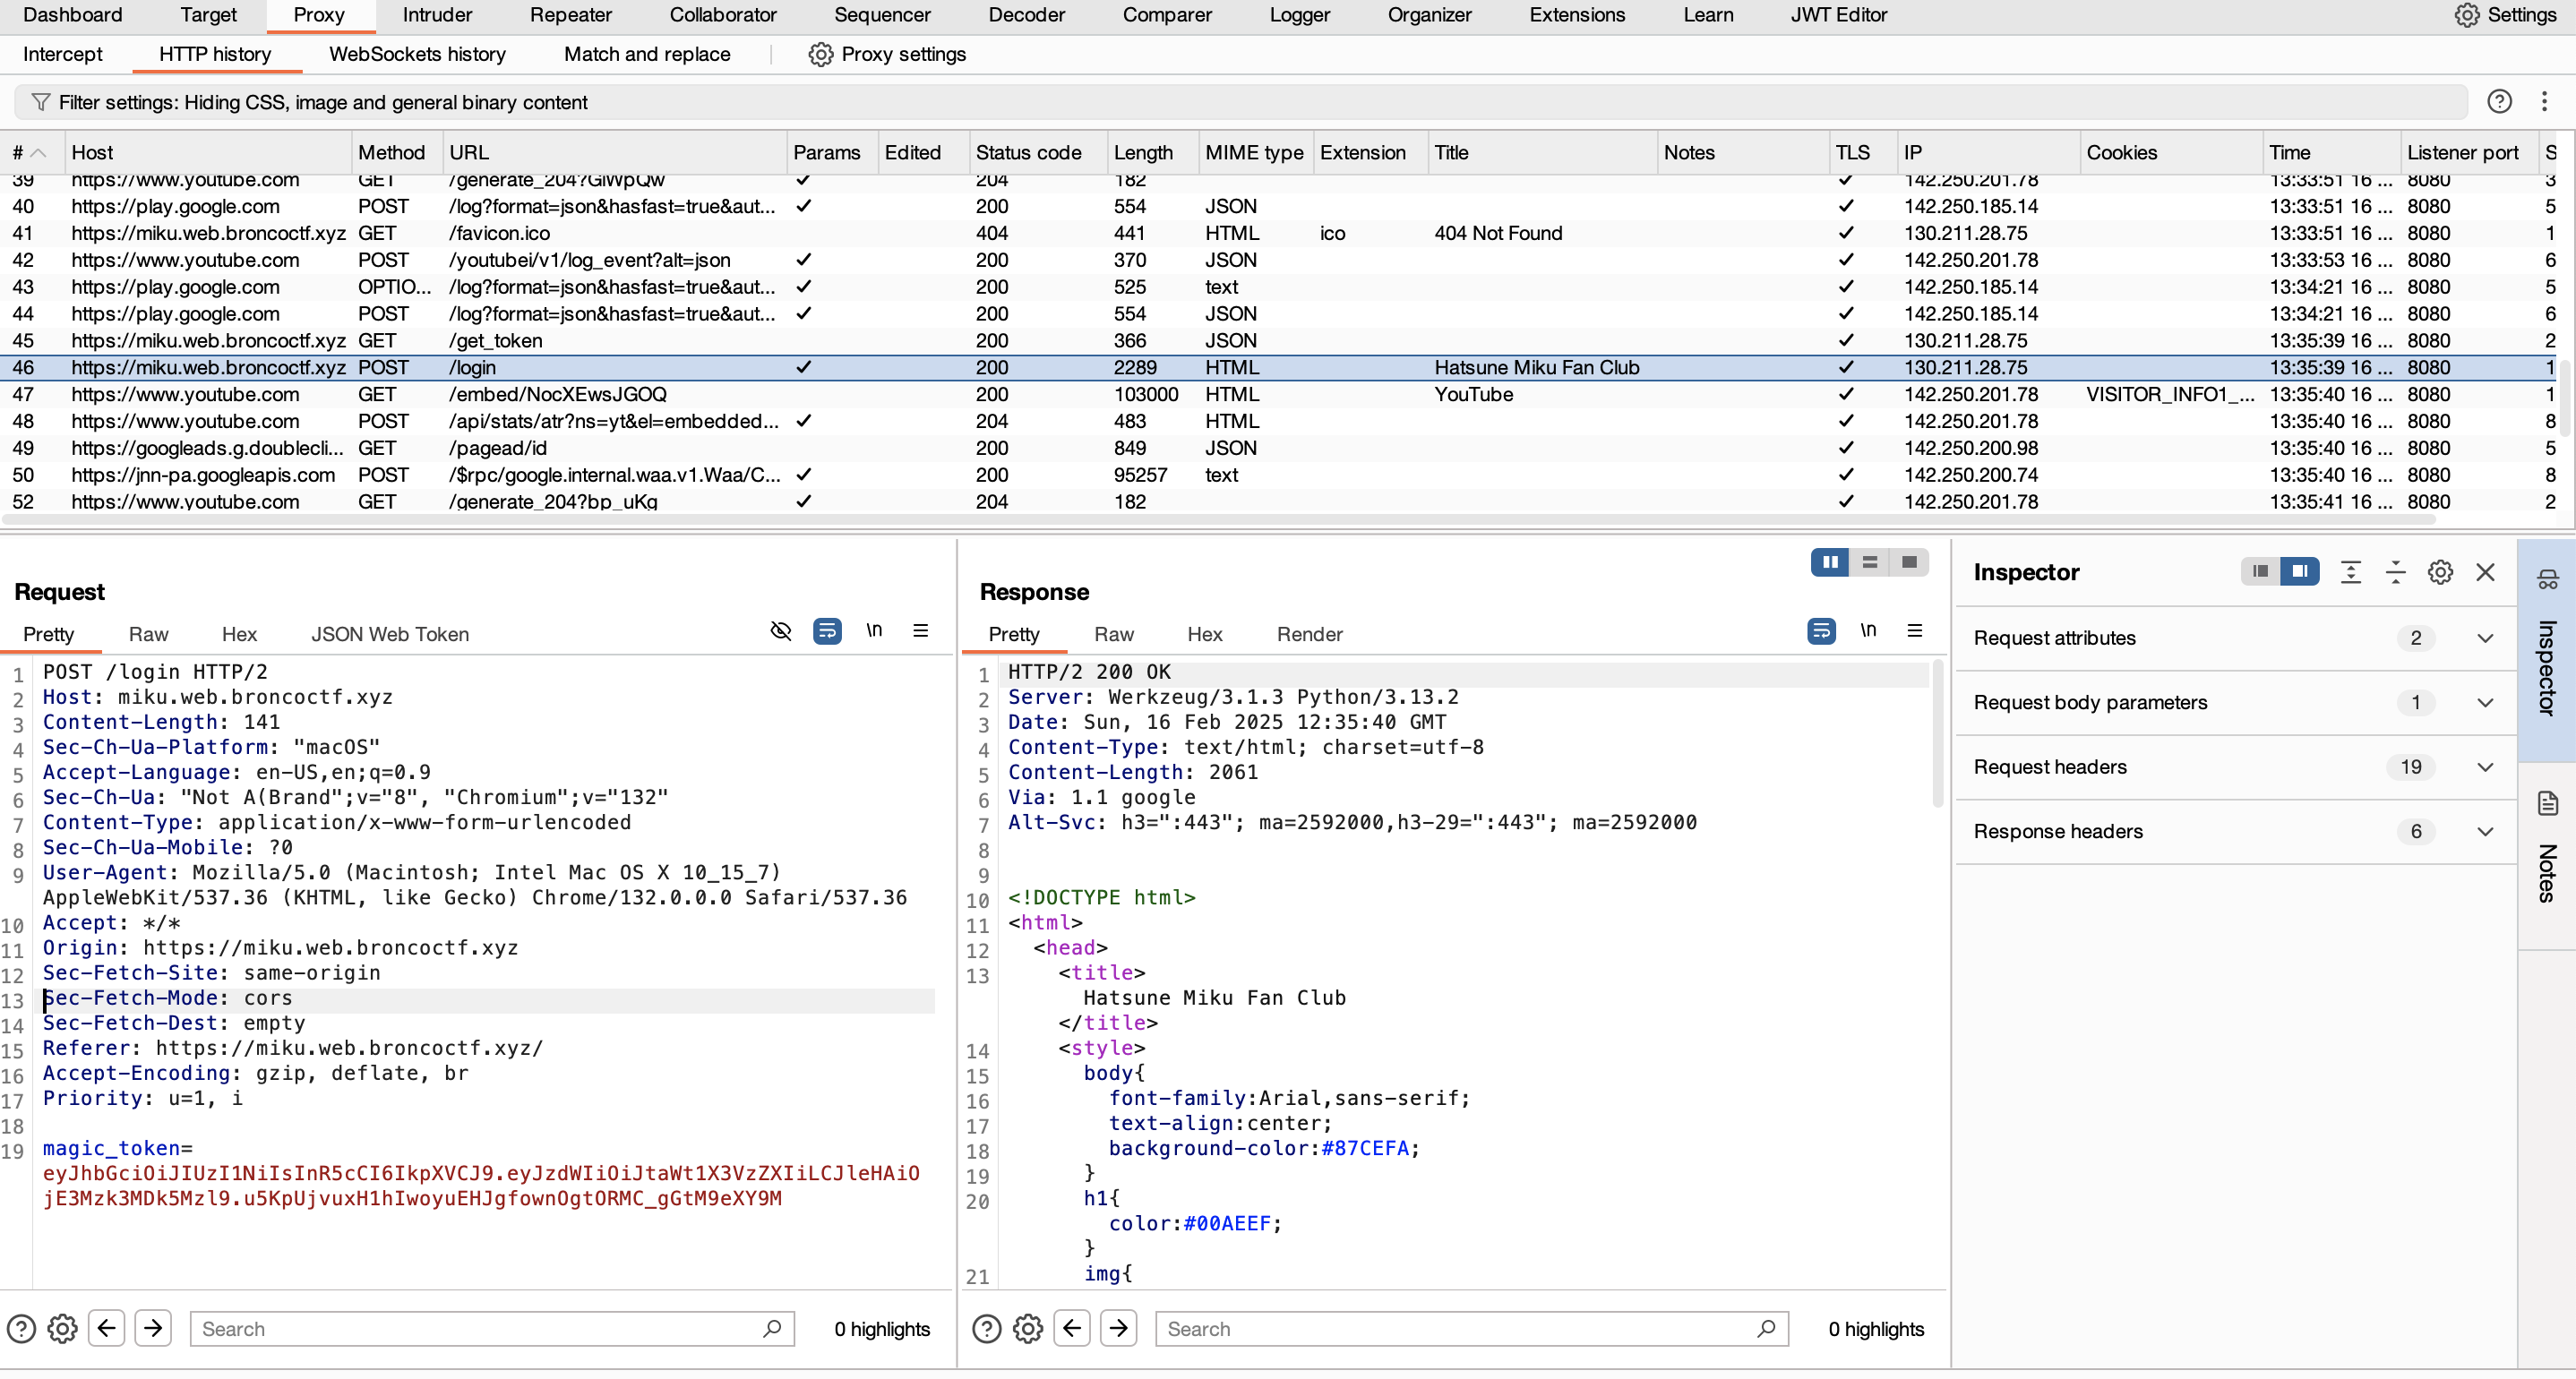 Dashboard Target Proxy Intruder Repeater Collaborator Sequencer Decoder Comparer Logger Organizer Extensions Learn JWT Editor Settings
Intercept HTTP history WebSockets history Match and replace Proxy settings
Filter settings: Hiding CSS, image and general binary content
# Host Method URL Params Edited Status code Length MIME type Extension Title Notes TLS IP Cookies Time Listener port S
39 https://www.youtube.com GET /generate_204?GlWpQw ✓ 204 182 ✓ 142.250.201.78 13:33:51 16 ... 8080 3
40 https://play.google.com POST /log?format=json&hasfast=true&aut... ✓ 200 554 JSON ✓ 142.250.185.14 13:33:51 16 ... 8080 5
41 https://miku.web.broncoctf.xyz GET /favicon.ico 404 441 HTML ico 404 Not Found ✓ 130.211.28.75 13:33:51 16 ... 8080 1
42 https://www.youtube.com POST /youtubei/v1/log_event?alt=json ✓ 200 370 JSON ✓ 142.250.201.78 13:33:53 16 ... 8080 6
43 https://play.google.com OPTIO... /log?format=json&hasfast=true&aut... ✓ 200 525 text ✓ 142.250.185.14 13:34:21 16 ... 8080 5
44 https://play.google.com POST /log?format=json&hasfast=true&aut... ✓ 200 554 JSON ✓ 142.250.185.14 13:34:21 16 ... 8080 6
45 https://miku.web.broncoctf.xyz GET /get_token 200 366 JSON ✓ 130.211.28.75 13:35:39 16 ... 8080 2
46 https://miku.web.broncoctf.xyz POST /login ✓ 200 2289 HTML Hatsune Miku Fan Club ✓ 130.211.28.75 13:35:39 16 ... 8080 1
47 https://www.youtube.com GET /embed/NocXEwsJGOQ 200 103000 HTML YouTube ✓ 142.250.201.78 VISITOR_INFO1_... 13:35:40 16 ... 8080 1
48 https://www.youtube.com POST /api/stats/atr?ns=yt&el=embedded... ✓ 204 483 HTML ✓ 142.250.201.78 13:35:40 16 ... 8080 8
49 https://googleads.g.doublecli... GET /pagead/id 200 849 JSON ✓ 142.250.200.98 13:35:40 16 ... 8080 5
50 https://jnn-pa.googleapis.com POST /$rpc/google.internal.waa.v1.Waa/C... ✓ 200 95257 text ✓ 142.250.200.74 13:35:40 16 ... 8080 8
52 https://www.youtube.com GET /generate_204?bp_uKg ✓ 204 182 ✓ 142.250.201.78 13:35:41 16 ... 8080 2
Request
Pretty Raw Hex JSON Web Token \n
1 POST /login HTTP/2
2 Host: miku.web.broncoctf.xyz
3 Content-Length: 141
4 Sec-Ch-Ua-Platform: "macOS"
5 Accept-Language: en-US,en;q=0.9
6 Sec-Ch-Ua: "Not A(Brand";v="8", "Chromium";v="132"
7 Content-Type: application/x-www-form-urlencoded
8 Sec-Ch-Ua-Mobile: ?0
9 User-Agent: Mozilla/5.0 (Macintosh; Intel Mac OS X 10_15_7)
AppleWebKit/537.36 (KHTML, like Gecko) Chrome/132.0.0.0 Safari/537.36
10 Accept: */*
11 Origin: https://miku.web.broncoctf.xyz
12 Sec-Fetch-Site: same-origin
13 Sec-Fetch-Mode: cors
14 Sec-Fetch-Dest: empty
15 Referer: https://miku.web.broncoctf.xyz/
16 Accept-Encoding: gzip, deflate, br
17 Priority: u=1, i
18
19 magic_token=
eyJhbGciOiJIUzI1NiIsInR5cCI6IkpXVCJ9.eyJzdWIiOiJtaWt1X3VzZXIiLCJleHAiO
jE3Mzk3MDk5Mzl9.u5KpUjvuxH1hIwoyuEHJgfownOgtORMC_gGtM9eXY9M
Search 0 highlights
Response
Pretty Raw Hex Render \n
1 HTTP/2 200 OK
2 Server: Werkzeug/3.1.3 Python/3.13.2
3 Date: Sun, 16 Feb 2025 12:35:40 GMT
4 Content-Type: text/html; charset=utf-8
5 Content-Length: 2061
6 Via: 1.1 google
7 Alt-Svc: h3=":443"; ma=2592000,h3-29=":443"; ma=2592000
8
9
10 <!DOCTYPE html>
11 <html>
12 <head>
13 <title>
Hatsune Miku Fan Club
</title>
14 <style>
15 body{
16 font-family:Arial,sans-serif;
17 text-align:center;
18 background-color:#87CEFA;
19 }
20 h1{
color:#00AEEF;
}
21 img{
Search 0 highlights
Inspector
Request attributes 2
Request body parameters 1
Request headers 19
Response headers 6
Inspector
Notes